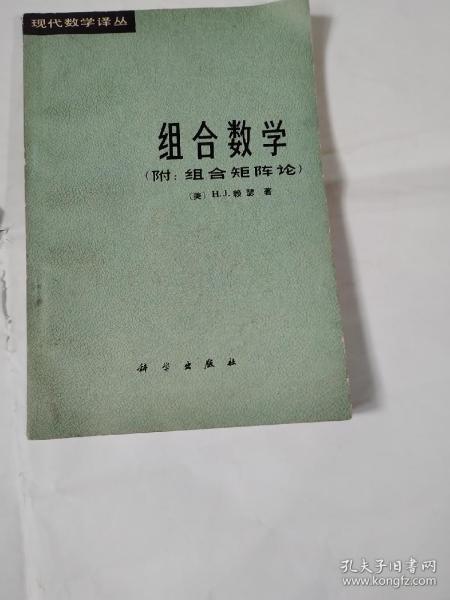 现代数学译丛
组合数学
(附:组合矩阵论)
(美) H.J.赖瑟 著
科学出版社
孔夫子旧书网
www.kongfz.com